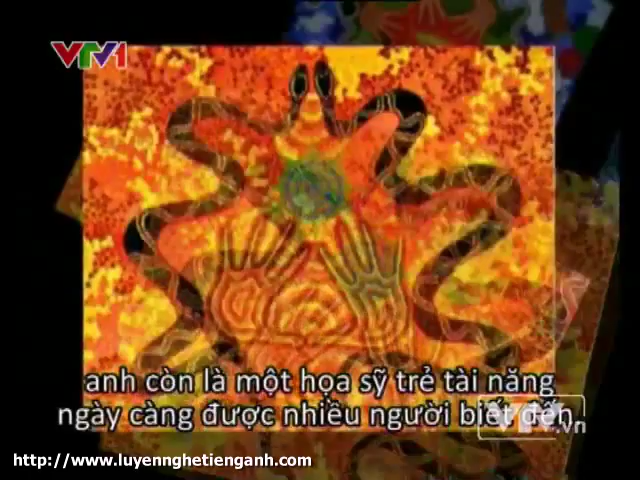 VTV1
anh còn là một họa sỹ trẻ tài năng
ngày càng được nhiều người biết đến
.vn
http://www.luyennghetienganh.com